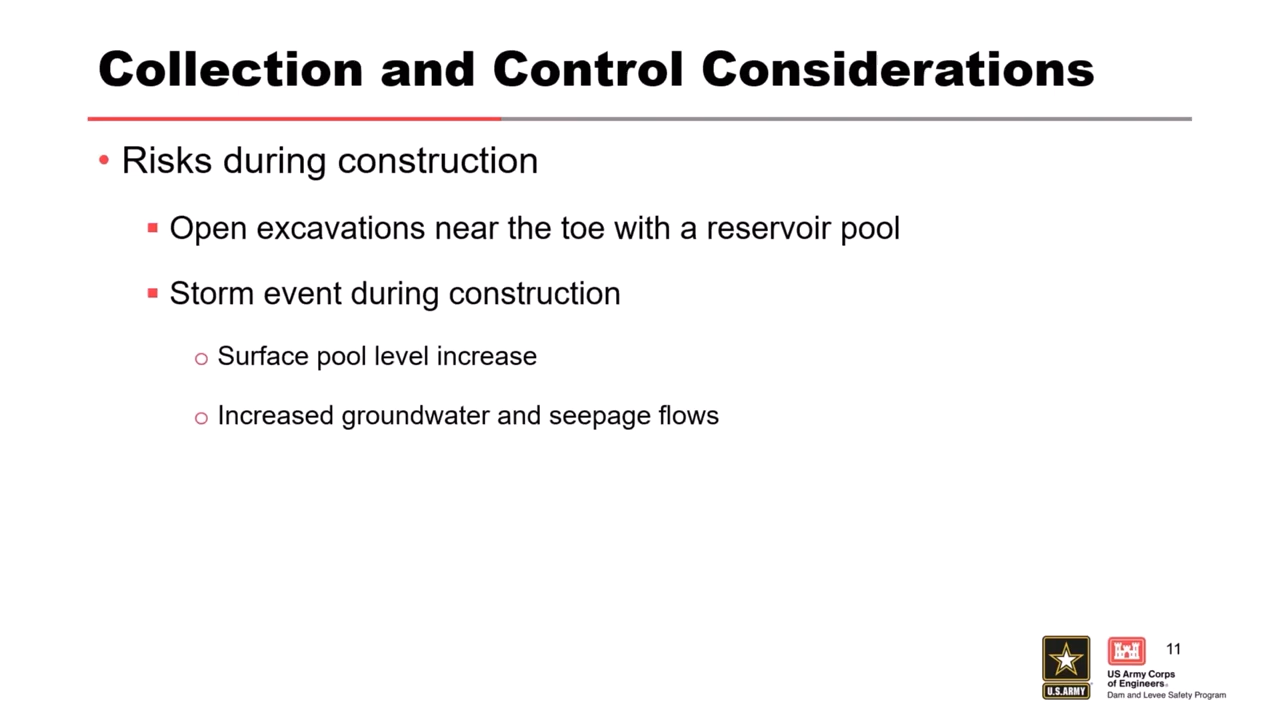 Collection and Control Considerations
• Risks during construction
▪ Open excavations near the toe with a reservoir pool
▪ Storm event during construction
o Surface pool level increase
o Increased groundwater and seepage flows
11
U.S.ARMY
US Army Corps
of Engineers®
Dam and Levee Safety Program